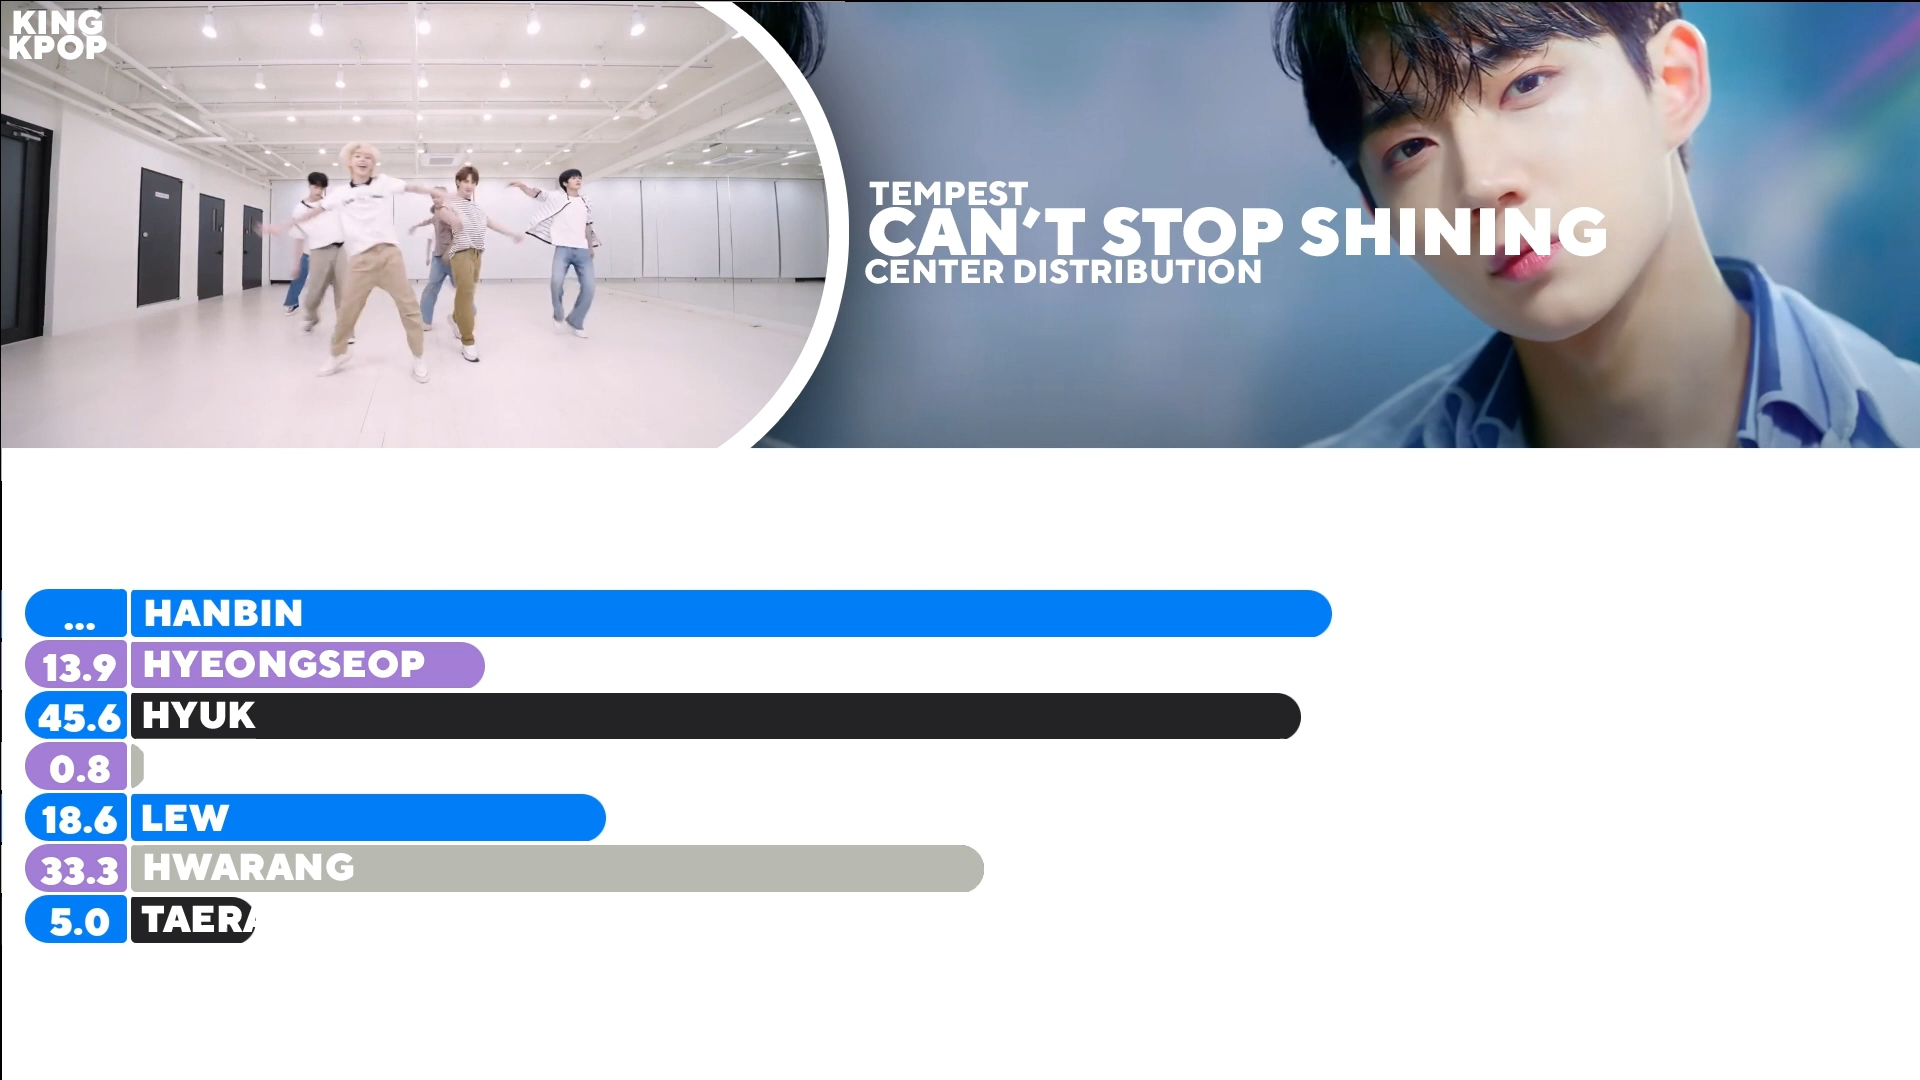 KING
KPOP
TEMPEST
CAN'T STOP SHINING
CENTER DISTRIBUTION
... HANBIN
13.9 HYEONGSEOP
45.6 HYUK
0.8
18.6 LEW
33.3 HWARANG
5.0 TAERA